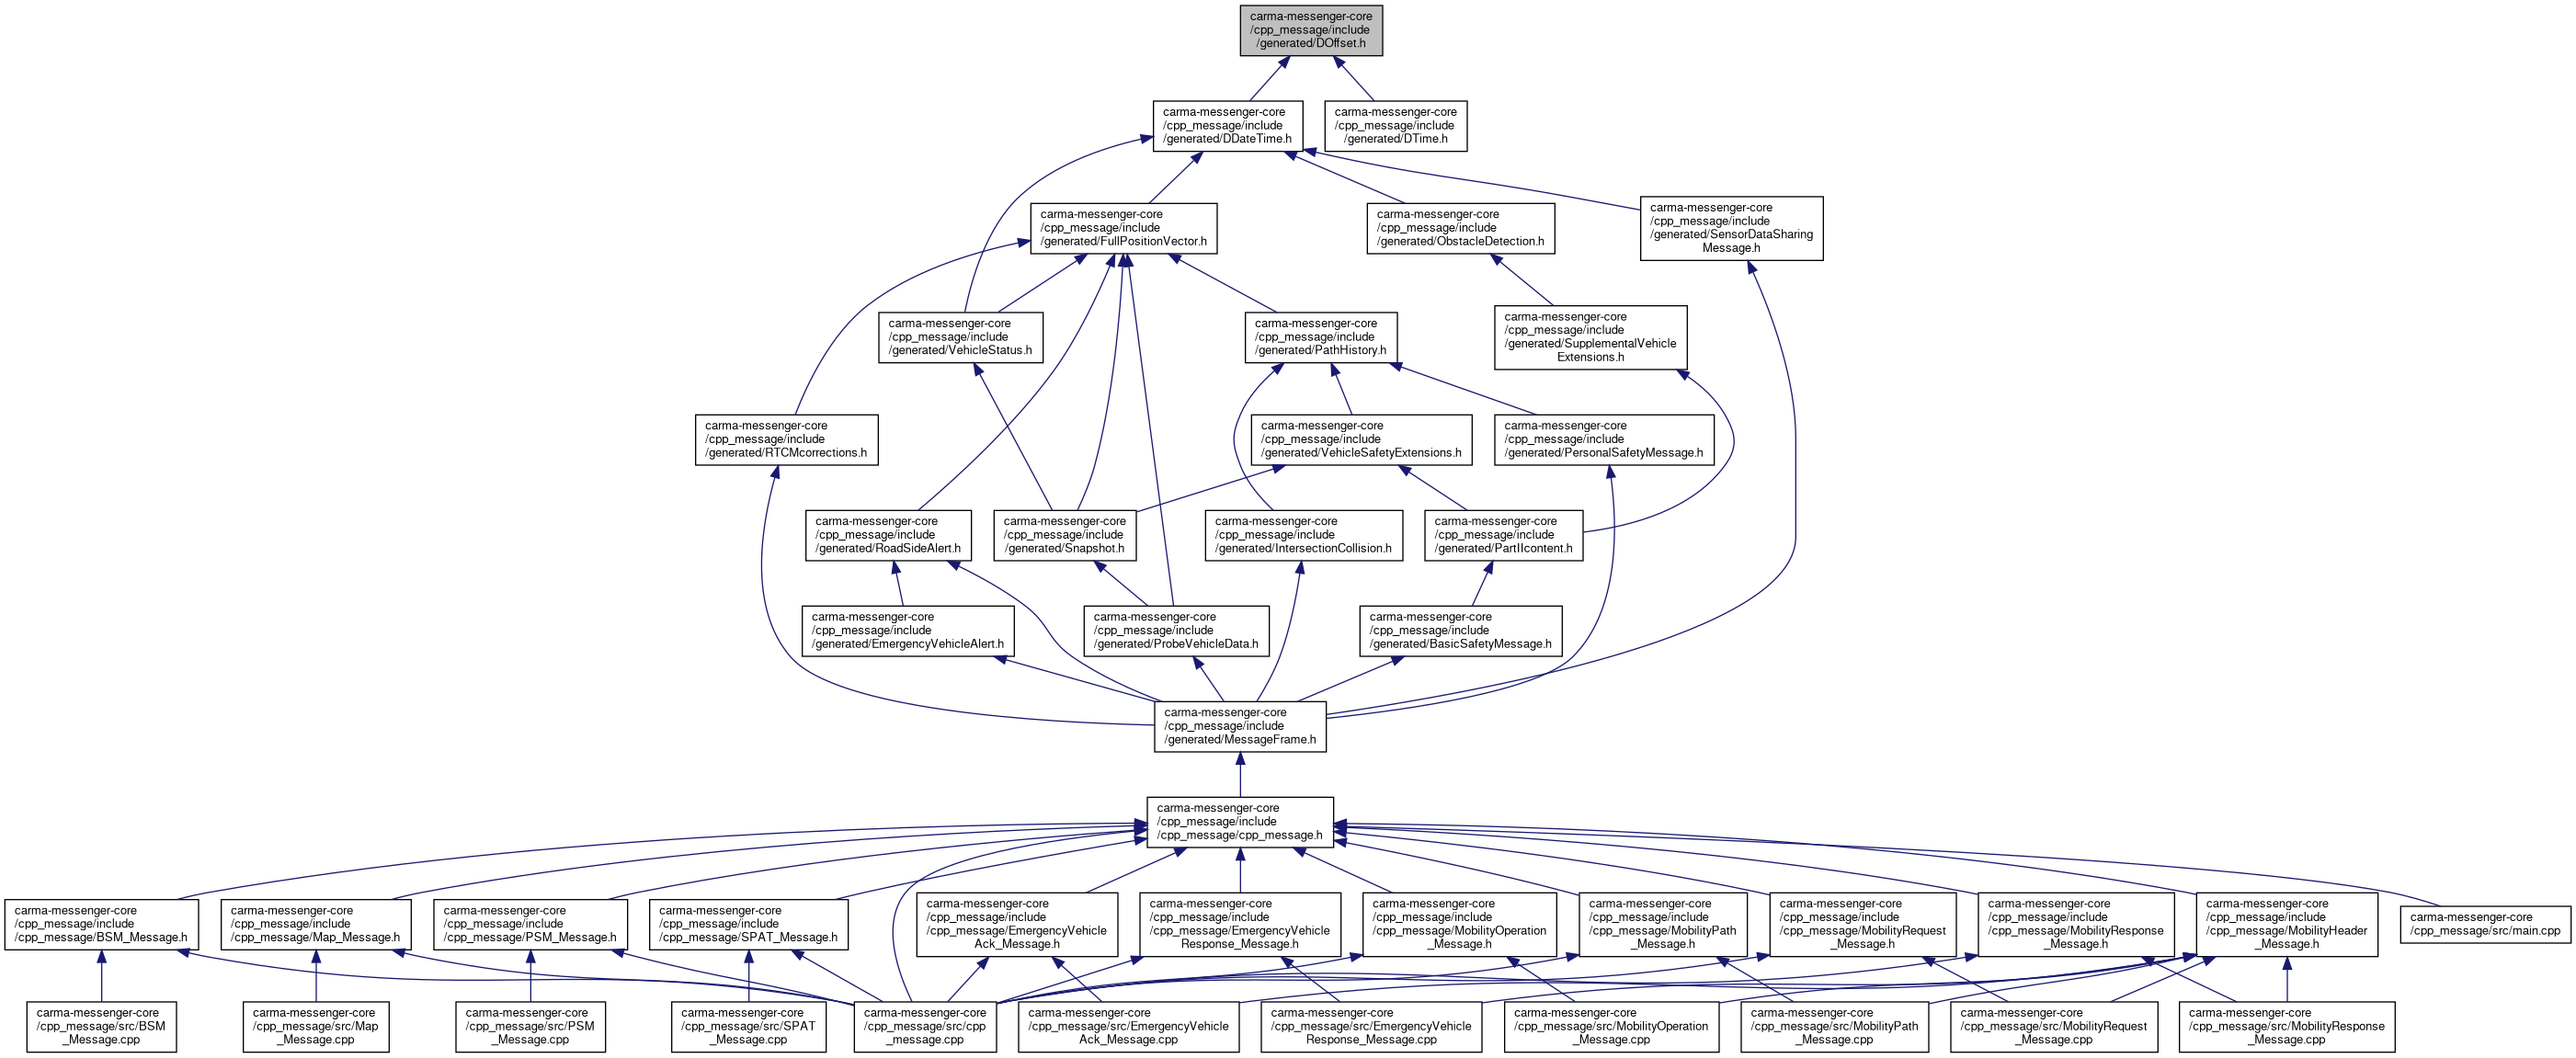 carma-messenger-core
/cpp_message/include
/generated/DOffset.h
carma-messenger-core
/cpp_message/include
/generated/DDateTime.h
carma-messenger-core
/cpp_message/include
/generated/DTime.h
carma-messenger-core
/cpp_message/include
/generated/FullPositionVector.h
carma-messenger-core
/cpp_message/include
/generated/ObstacleDetection.h
carma-messenger-core
/cpp_message/include
/generated/SensorDataSharing
Message.h
carma-messenger-core
/cpp_message/include
/generated/VehicleStatus.h
carma-messenger-core
/cpp_message/include
/generated/PathHistory.h
carma-messenger-core
/cpp_message/include
/generated/SupplementalVehicle
Extensions.h
carma-messenger-core
/cpp_message/include
/generated/RTCMcorrections.h
carma-messenger-core
/cpp_message/include
/generated/VehicleSafetyExtensions.h
carma-messenger-core
/cpp_message/include
/generated/PersonalSafetyMessage.h
carma-messenger-core
/cpp_message/include
/generated/RoadSideAlert.h
carma-messenger-core
/cpp_message/include
/generated/Snapshot.h
carma-messenger-core
/cpp_message/include
/generated/IntersectionCollision.h
carma-messenger-core
/cpp_message/include
/generated/PartIIcontent.h
carma-messenger-core
/cpp_message/include
/generated/EmergencyVehicleAlert.h
carma-messenger-core
/cpp_message/include
/generated/ProbeVehicleData.h
carma-messenger-core
/cpp_message/include
/generated/BasicSafetyMessage.h
carma-messenger-core
/cpp_message/include
/generated/MessageFrame.h
carma-messenger-core
/cpp_message/include
/cpp_message/cpp_message.h
carma-messenger-core
/cpp_message/include
/cpp_message/BSM_Message.h
carma-messenger-core
/cpp_message/include
/cpp_message/Map_Message.h
carma-messenger-core
/cpp_message/include
/cpp_message/PSM_Message.h
carma-messenger-core
/cpp_message/include
/cpp_message/SPAT_Message.h
carma-messenger-core
/cpp_message/include
/cpp_message/EmergencyVehicle
Ack_Message.h
carma-messenger-core
/cpp_message/include
/cpp_message/EmergencyVehicle
Response_Message.h
carma-messenger-core
/cpp_message/include
/cpp_message/MobilityOperation
_Message.h
carma-messenger-core
/cpp_message/include
/cpp_message/MobilityPath
_Message.h
carma-messenger-core
/cpp_message/include
/cpp_message/MobilityRequest
_Message.h
carma-messenger-core
/cpp_message/include
/cpp_message/MobilityResponse
_Message.h
carma-messenger-core
/cpp_message/include
/cpp_message/MobilityHeader
_Message.h
carma-messenger-core
/cpp_message/src/main.cpp
carma-messenger-core
/cpp_message/src/BSM
_Message.cpp
carma-messenger-core
/cpp_message/src/Map
_Message.cpp
carma-messenger-core
/cpp_message/src/PSM
_Message.cpp
carma-messenger-core
/cpp_message/src/SPAT
_Message.cpp
carma-messenger-core
/cpp_message/src/cpp
_message.cpp
carma-messenger-core
/cpp_message/src/EmergencyVehicle
Ack_Message.cpp
carma-messenger-core
/cpp_message/src/EmergencyVehicle
Response_Message.cpp
carma-messenger-core
/cpp_message/src/MobilityOperation
_Message.cpp
carma-messenger-core
/cpp_message/src/MobilityPath
_Message.cpp
carma-messenger-core
/cpp_message/src/MobilityRequest
_Message.cpp
carma-messenger-core
/cpp_message/src/MobilityResponse
_Message.cpp